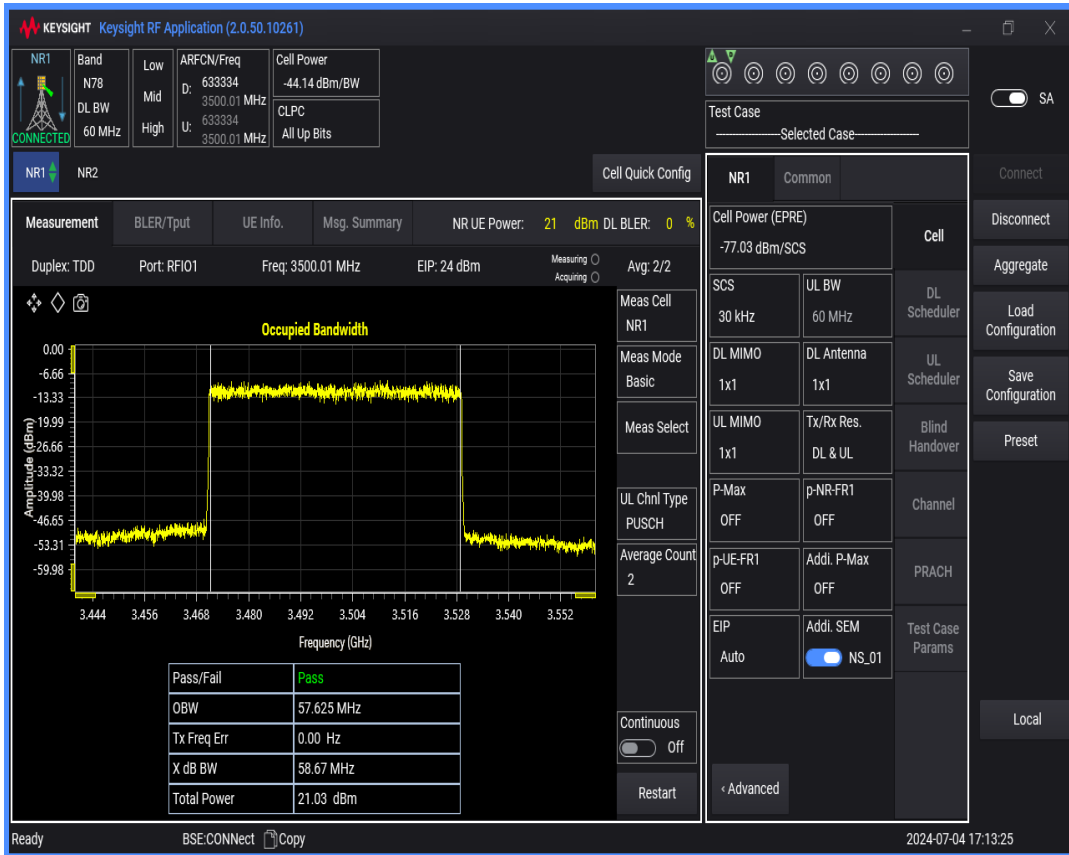 KEYSIGHT Keysight RF Application (2.0.50.10261)
NR1
CONNECTED
Band
N78
DL BW
60 MHz
Low
Mid
High
ARFCN/Freq
D: 633334
3500.01 MHz
U: 633334
3500.01 MHz
Cell Power
-44.14 dBm/BW
CLPC
All Up Bits
Test Case
Selected Case
SA
NR1
NR2
Cell Quick Config
Measurement
BLER/Tput
UE Info.
Msg. Summary
NR UE Power: 21 dBm DL BLER: 0 %
Duplex: TDD
Port: RFIO1
Freq: 3500.01 MHz
EIP: 24 dBm
Measuring
Acquiring
Avg: 2/2
Occupied Bandwidth
Amplitude (dBm)
0.00
-6.66
-13.33
-19.99
-26.66
-33.32
-39.98
-46.65
-53.31
-59.98
3.444 3.456 3.468 3.480 3.492 3.504 3.516 3.528 3.540 3.552
Frequency (GHz)
Pass/Fail Pass
OBW 57.625 MHz
Tx Freq Err 0.00 Hz
X dB BW 58.67 MHz
Total Power 21.03 dBm
Meas Cell
NR1
Meas Mode
Basic
Meas Select
UL Chnl Type
PUSCH
Average Count
2
Continuous
Off
Restart
NR1
Common
Cell Power (EPRE)
-77.03 dBm/SCS
SCS
30 kHz
UL BW
60 MHz
DL MIMO
1x1
DL Antenna
1x1
UL MIMO
1x1
Tx/Rx Res.
DL & UL
P-Max
OFF
p-NR-FR1
OFF
p-UE-FR1
OFF
Addi. P-Max
OFF
EIP
Auto
Addi. SEM
NS_01
‹ Advanced
Cell
DL
Scheduler
UL
Scheduler
Blind
Handover
Channel
PRACH
Test Case
Params
Connect
Disconnect
Aggregate
Load
Configuration
Save
Configuration
Preset
Local
Ready
BSE:CONNect
Copy
2024-07-04 17:13:25